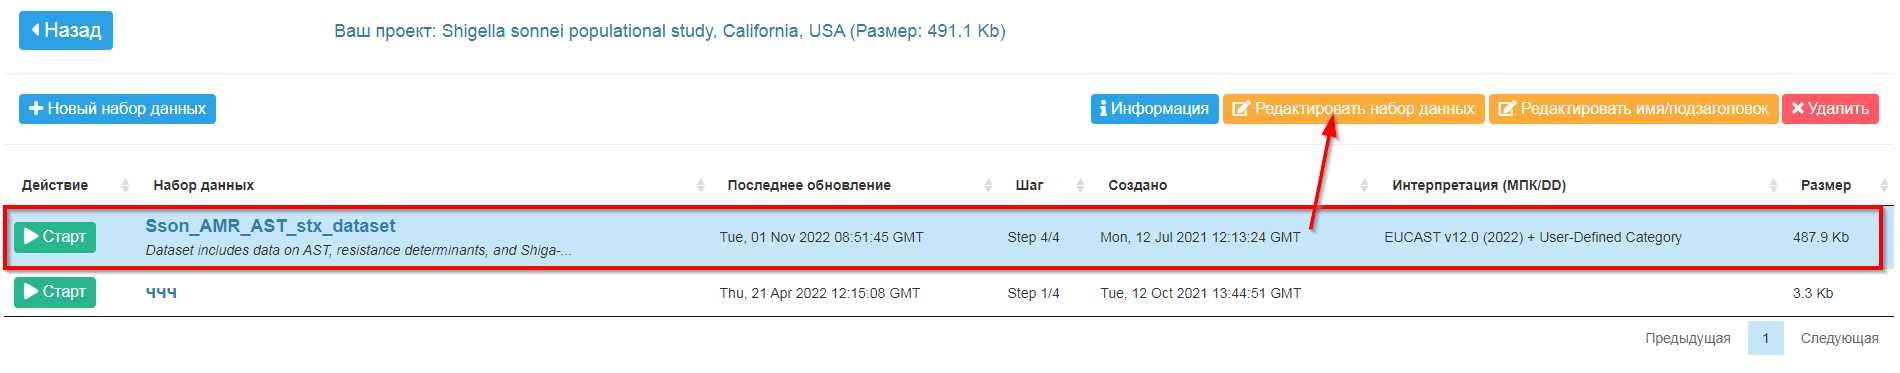 Назад
Ваш проект: Shigella sonnei populational study, California, USA (Размер: 491.1 Kb)
Новый набор данных
Информация
Редактировать набор данных
Редактировать имя/подзаголовок
Удалить
Действие Набор данных Последнее обновление Шаг Создано Интерпретация (МПК/DD) Размер
Старт Sson_AMR_AST_stx_dataset Tue, 01 Nov 2022 08:51:45 GMT Step 4/4 Mon, 12 Jul 2021 12:13:24 GMT EUCAST v12.0 (2022) + User-Defined Category 487.9 Kb
Dataset includes data on AST, resistance determinants, and Shiga-...
Старт ччч Thu, 21 Apr 2022 12:15:08 GMT Step 1/4 Tue, 12 Oct 2021 13:44:51 GMT 3.3 Kb
Предыдущая 1 Следующая